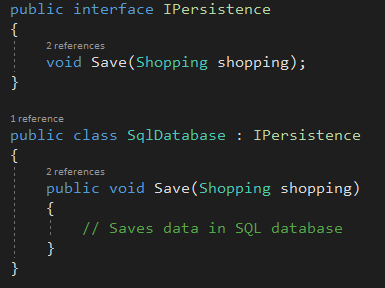 public interface IPersistence
{
2 references
void Save(Shopping shopping);
}
1 reference
public class SqlDatabase : IPersistence
{
2 references
public void Save(Shopping shopping)
{
// Saves data in SQL database
}
}